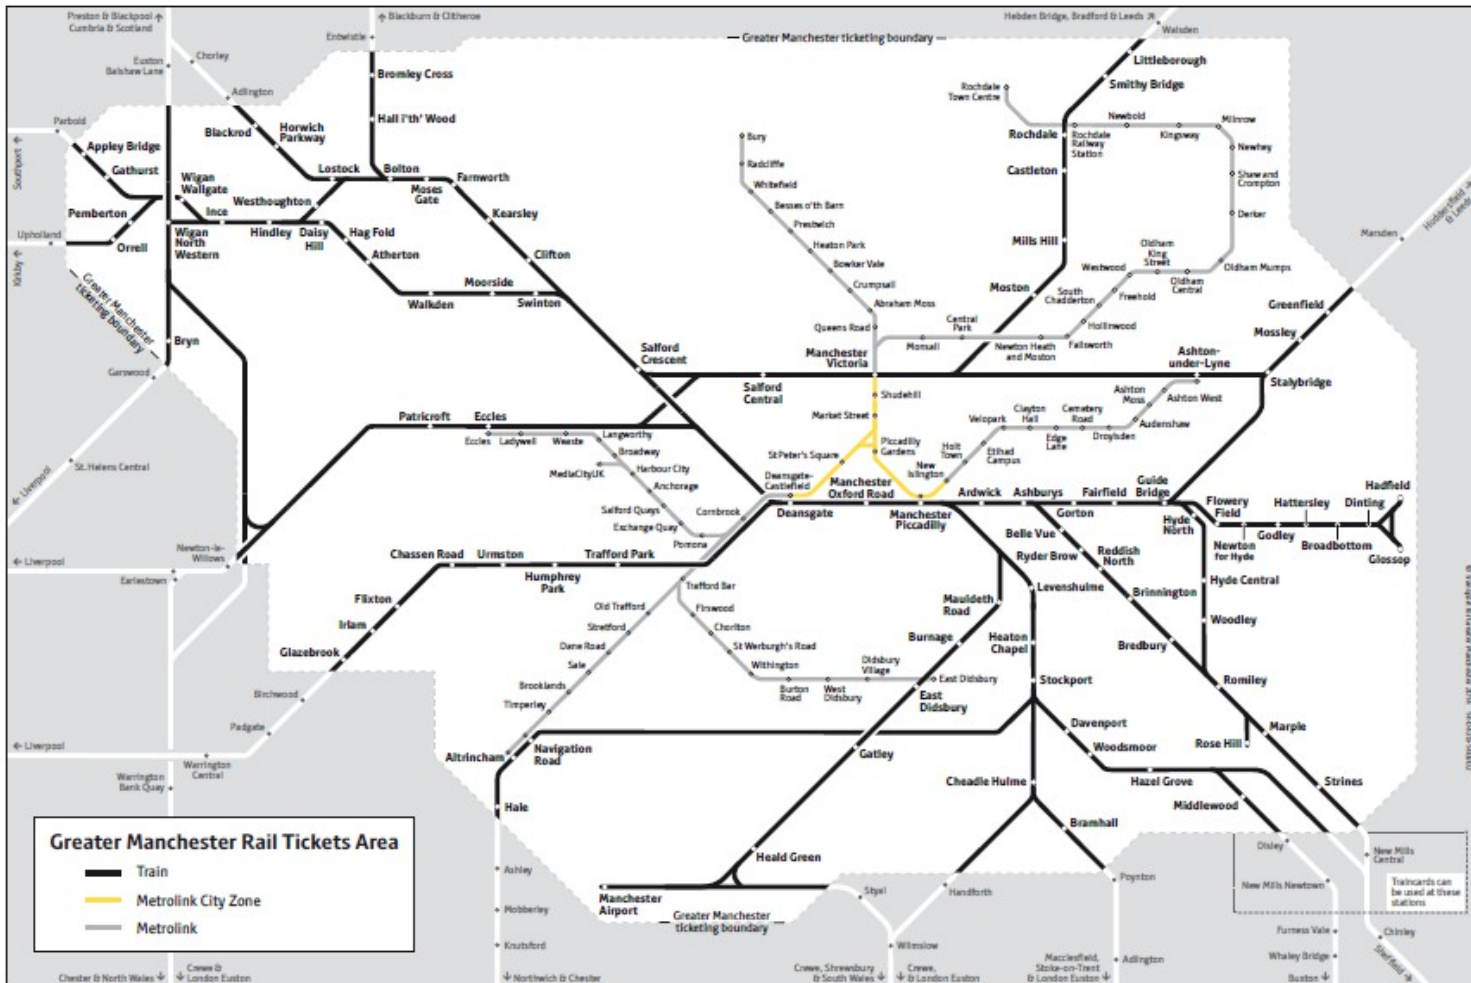 Preston & Blackpool
Cumbria & Scotland
Blackburn & Clitheroe
Hebden Bridge, Bradford & Leeds
Entwistle
Greater Manchester ticketing boundary
Walsden
Chorley
Euxton
Balshaw Lane
Bromley Cross
Littleborough
Smithy Bridge
Adlington
Rochdale
Town Centre
Hall i'th' Wood
Parbold
Blackrod
Horwich
Parkway
Newbold
Kingsway
Milnrow
Rochdale
Rochdale
Railway
Station
Bury
Newhey
Appley Bridge
Radcliffe
Castleton
Southport
Gathurst
Wigan
Wallgate
Lostock
Bolton
Moses
Gate
Farnworth
Whitefield
Shaw and
Crompton
Huddersfield
& Leeds
Westhoughton
Besses o'th Barn
Pemberton
Ince
Kearsley
Prestwich
Derker
Upholland
Orrell
Wigan
North
Western
Hindley
Daisy
Hill
Hag Fold
Atherton
Heaton Park
Mills Hill
Oldham
King
Street
Marsden
Clifton
Bowker Vale
Westwood
Oldham
Central
Oldham Mumps
Kirkby
Greater Manchester
ticketing boundary
Moorside
Walkden
Swinton
Crumpsall
Moston
South
Chadderton
Freehold
Abraham Moss
Greenfield
Queens Road
Central
Park
Hollinwood
Mossley
Bryn
Salford
Crescent
Manchester
Victoria
Monsall
Newton Heath
and Moston
Failsworth
Ashton-
under-Lyne
Garswood
Salford
Central
Stalybridge
Shudehill
Ashton
Moss
Ashton West
Patricroft
Eccles
Market Street
Velopark
Clayton
Hall
Cemetery
Road
Audenshaw
Eccles
Ladywell
Weaste
Langworthy
Broadway
Piccadilly
Gardens
Holt
Town
Etihad
Campus
Edge
Lane
Droylsden
St Peter's Square
New
Islington
St. Helens Central
Liverpool
MediaCityUK
Harbour City
Anchorage
Deansgate-
Castlefield
Manchester
Oxford Road
Guide
Bridge
Hadfield
Salford Quays
Cornbrook
Deansgate
Manchester
Piccadilly
Ardwick
Ashburys
Gorton
Fairfield
Flowery
Field
Hattersley
Dinting
Exchange Quay
Pomona
Belle Vue
Hyde
North
Newton
for Hyde
Godley
Broadbottom
Glossop
Newton-le-
Willows
Chassen Road
Urmston
Trafford Park
Ryder Brow
Reddish
North
Liverpool
Earlestown
Humphrey
Park
Trafford Bar
Levenshulme
Hyde Central
Flixton
Old Trafford
Firswood
Mauldeth
Road
Brinnington
Irlam
Stretford
Chorlton
Burnage
Heaton
Chapel
Woodley
Dane Road
St Werburgh's Road
Bredbury
Glazebrook
Sale
Withington
Didsbury
Village
Stockport
Birchwood
Brooklands
Burton
Road
West
Didsbury
East Didsbury
Romiley
Timperley
East
Didsbury
Padgate
Davenport
Marple
Liverpool
Warrington
Central
Altrincham
Navigation
Road
Gatley
Woodsmoor
Rose Hill
Warrington
Bank Quay
Cheadle Hulme
Hazel Grove
Strines
Hale
Middlewood
Bramhall
Greater Manchester Rail Tickets Area
Train
Metrolink City Zone
Metrolink
Heald Green
Disley
New Mills
Central
Ashley
Manchester
Airport
Styal
Handforth
Poynton
New Mills Newtown
Traincards can
be used at these
stations
Mobberley
Greater Manchester
ticketing boundary
Furness Vale
Chinley
Knutsford
Wilmslow
Whaley Bridge
Sheffield
Chester & North Wales
Crewe &
London Euston
Northwich & Chester
Crewe, Shrewsbury
& South Wales
Crewe,
& London Euston
Macclesfield,
Stoke-on-Trent
& London Euston
Adlington
Buxton